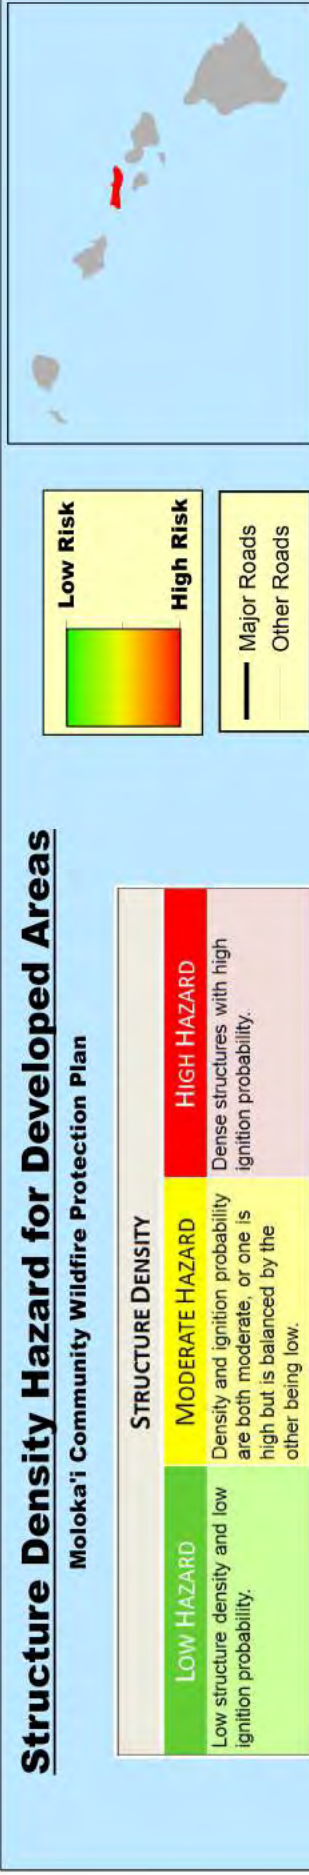 Structure Density Hazard for Developed Areas
Moloka'i Community Wildfire Protection Plan
STRUCTURE DENSITY
LOW HAZARD
MODERATE HAZARD
HIGH HAZARD
Low structure density and low
ignition probability.
Density and ignition probability
are both moderate, or one is
high but is balanced by the
other being low.
Dense structures with high
ignition probability.
Low Risk
High Risk
Major Roads
Other Roads